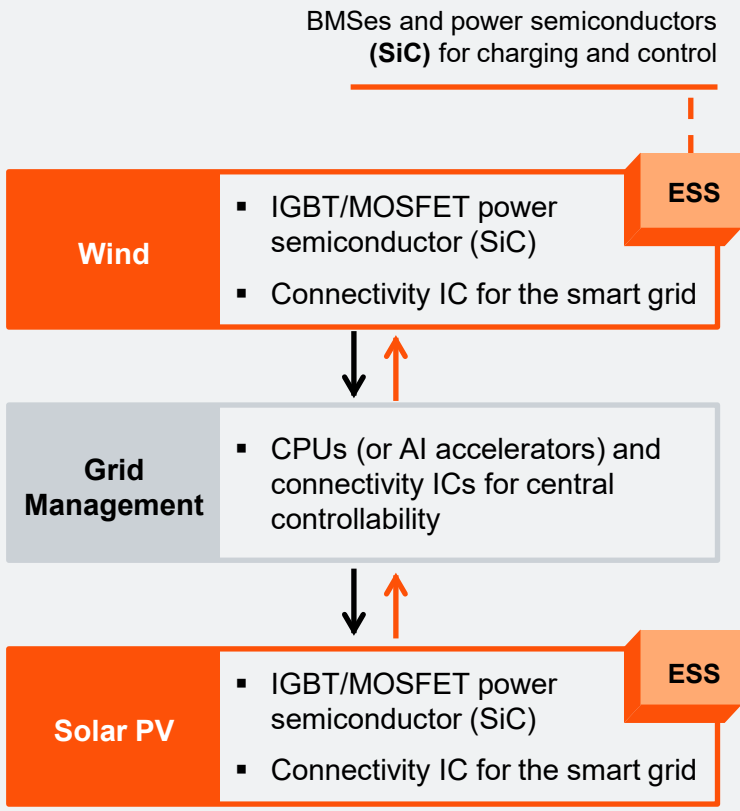 BMSes and power semiconductors
(SiC) for charging and control
ESS
Wind
▪ IGBT/MOSFET power
semiconductor (SiC)
▪ Connectivity IC for the smart grid
Grid
Management
▪ CPUs (or AI accelerators) and
connectivity ICs for central
controllability
ESS
Solar PV
▪ IGBT/MOSFET power
semiconductor (SiC)
▪ Connectivity IC for the smart grid